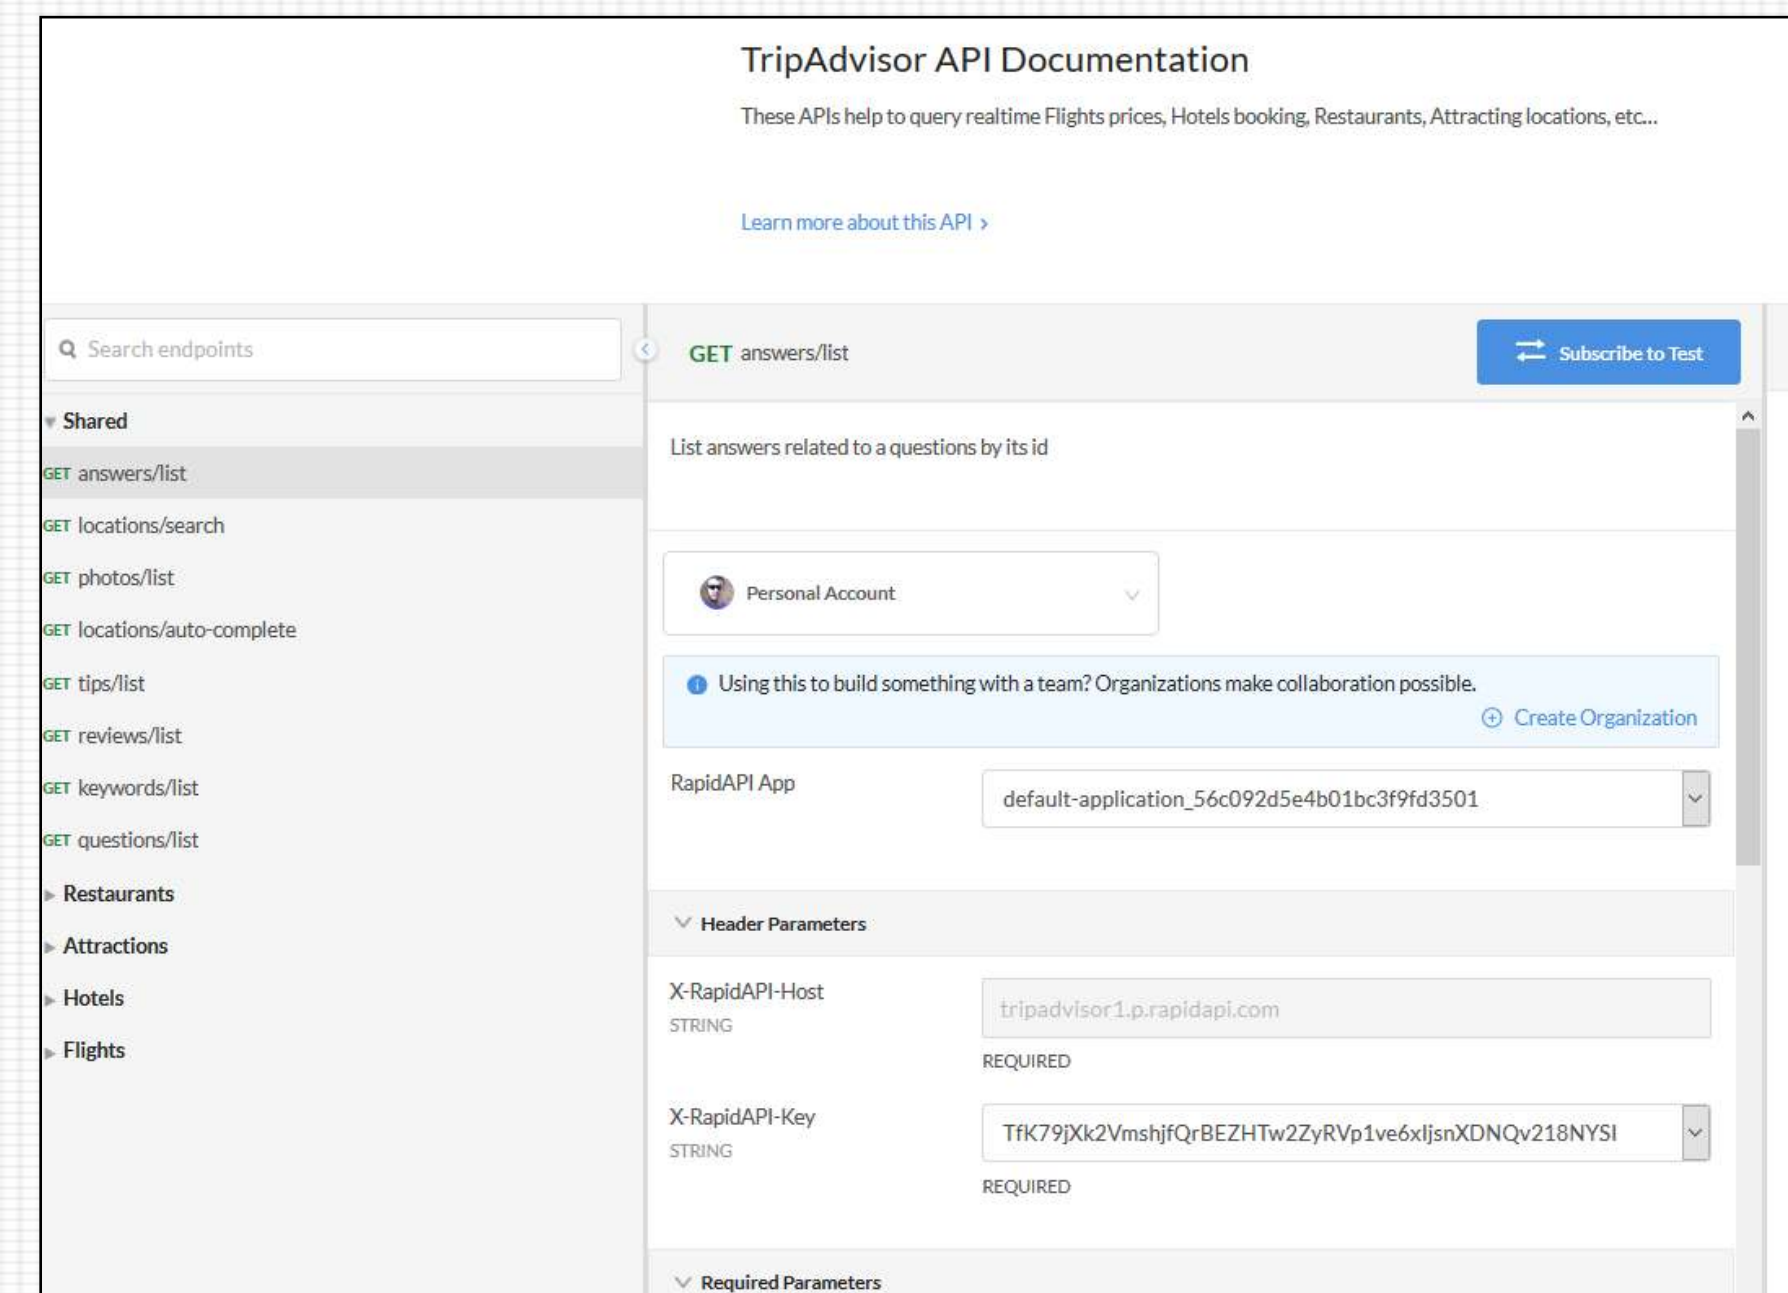 TripAdvisor API Documentation
These APIs help to query realtime Flights prices, Hotels booking, Restaurants, Attracting locations, etc...
Learn more about this API >
Search endpoints
Shared
GET answers/list
GET locations/search
GET photos/list
GET locations/auto-complete
GET tips/list
GET reviews/list
GET keywords/list
GET questions/list
Restaurants
Attractions
Hotels
Flights
GET answers/list
Subscribe to Test
List answers related to a questions by its id
Personal Account
Using this to build something with a team? Organizations make collaboration possible.
Create Organization
RapidAPI App
default-application_56c092d5e4b01bc3f9fd3501
Header Parameters
X-RapidAPI-Host
STRING
tripadvisor1.p.rapidapi.com
REQUIRED
X-RapidAPI-Key
STRING
TfK79jXk2VmshjfQrBEZHTw2ZyRVp1ve6xIjsnXDNQv218NYSI
REQUIRED
Required Parameters